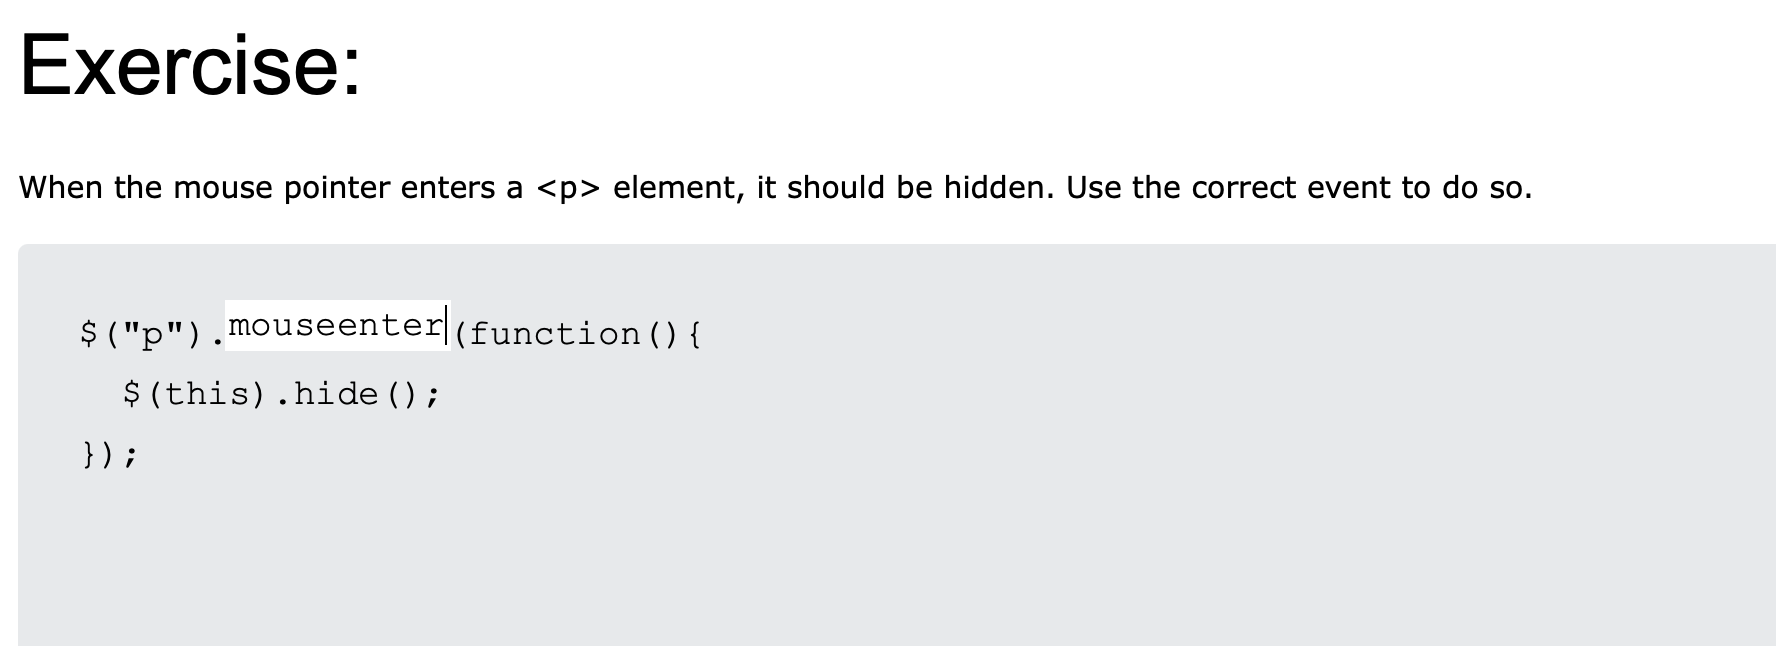 Exercise:
When the mouse pointer enters a <p> element, it should be hidden. Use the correct event to do so.
$("p").mouseenter(function(){
  $(this).hide();
});